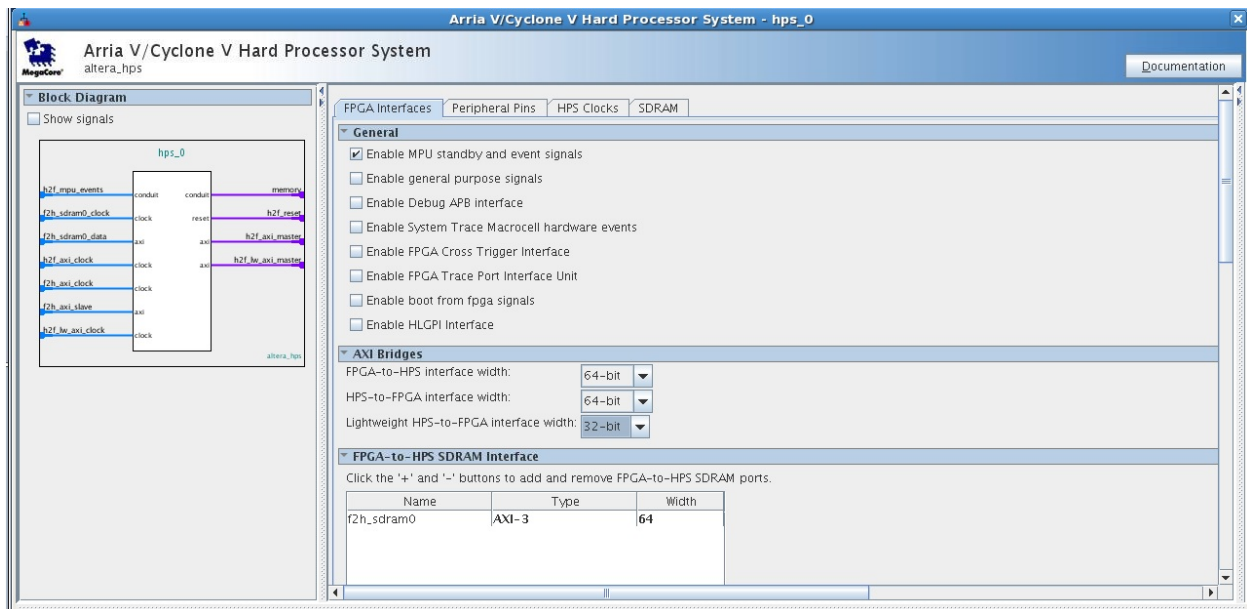 Arria V/Cyclone V Hard Processor System - hps_0
MegaCore'
Arria V/Cyclone V Hard Processor System
altera_hps
Documentation
Block Diagram
Show signals
hps_0
h2f_mpu_events conduit conduit memory
f2h_sdram0_clock clock reset h2f_reset
f2h_sdram0_data axi axi h2f_axi_master
h2f_axi_clock clock axi h2f_lw_axi_master
f2h_axi_clock clock
f2h_axi_slave axi
h2f_lw_axi_clock clock
altera_hps
FPGA Interfaces Peripheral Pins HPS Clocks SDRAM
General
Enable MPU standby and event signals
Enable general purpose signals
Enable Debug APB interface
Enable System Trace Macrocell hardware events
Enable FPGA Cross Trigger Interface
Enable FPGA Trace Port Interface Unit
Enable boot from fpga signals
Enable HLGPI Interface
AXI Bridges
FPGA-to-HPS interface width: 64-bit
HPS-to-FPGA interface width: 64-bit
Lightweight HPS-to-FPGA interface width: 32-bit
FPGA-to-HPS SDRAM Interface
Click the '+' and '-' buttons to add and remove FPGA-to-HPS SDRAM ports.
Name Type Width
f2h_sdram0 AXI-3 64